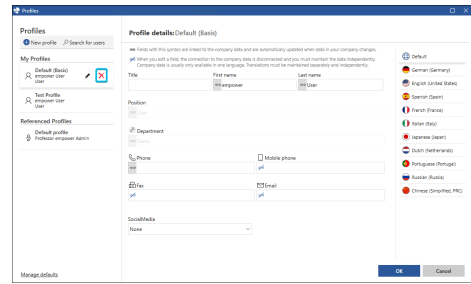 Profiles
Profiles
New profile
Search for users
My Profiles
Default (Basis)
empower User
User
Test Profile
empower User
User
Referenced Profiles
Default profile
Professor empower Admin
Manage defaults
Profile details: Default (Basis)
Fields with this symbol are linked to the company data and are automatically updated when data in your company changes.
When you edit a field, the connection to the company data is disconnected and you must maintain the data independently.
Company data is usually only available in one language. Translations must be maintained separately and independently.
Title
First name
Last name
empower
User
Position
User
Department
Phone
Mobile phone
Fax
Email
SocialMedia
None
Default
German (Germany)
English (United States)
Spanish (Spain)
French (France)
Italian (Italy)
Japanese (Japan)
Dutch (Netherlands)
Portuguese (Portugal)
Russian (Russia)
Chinese (Simplified, PRC)
OK
Cancel